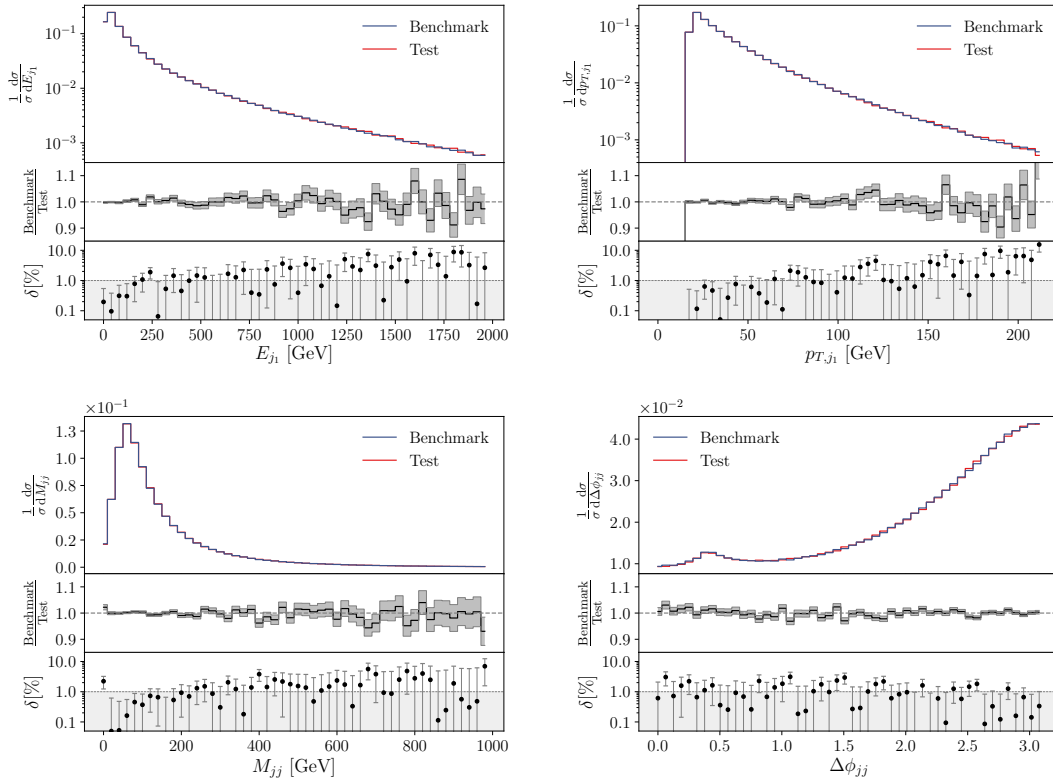 10⁻¹
10⁻²
10⁻³
1/σ dσ/dE_{j₁}
Benchmark
Test
1.1
1.0
0.9
Benchmark/Test
10.0
1.0
0.1
δ[%]
0 250 500 750 1000 1250 1500 1750 2000
E_{j₁} [GeV]
10⁻¹
10⁻²
10⁻³
1/σ dσ/dp_{T,j₁}
Benchmark
Test
1.1
1.0
0.9
Benchmark/Test
10.0
1.0
0.1
δ[%]
0 50 100 150 200
p_{T,j₁} [GeV]
×10⁻¹
1.3
1.0
0.8
0.5
0.2
0.0
1/σ dσ/dM_{jj}
Benchmark
Test
1.1
1.0
0.9
Benchmark/Test
10.0
1.0
0.1
δ[%]
0 200 400 600 800 1000
M_{jj} [GeV]
×10⁻²
4.0
3.0
2.0
1.0
1/σ dσ/dΔϕ_{jj}
Benchmark
Test
1.1
1.0
0.9
Benchmark/Test
10.0
1.0
0.1
δ[%]
0.0 0.5 1.0 1.5 2.0 2.5 3.0
Δϕ_{jj}